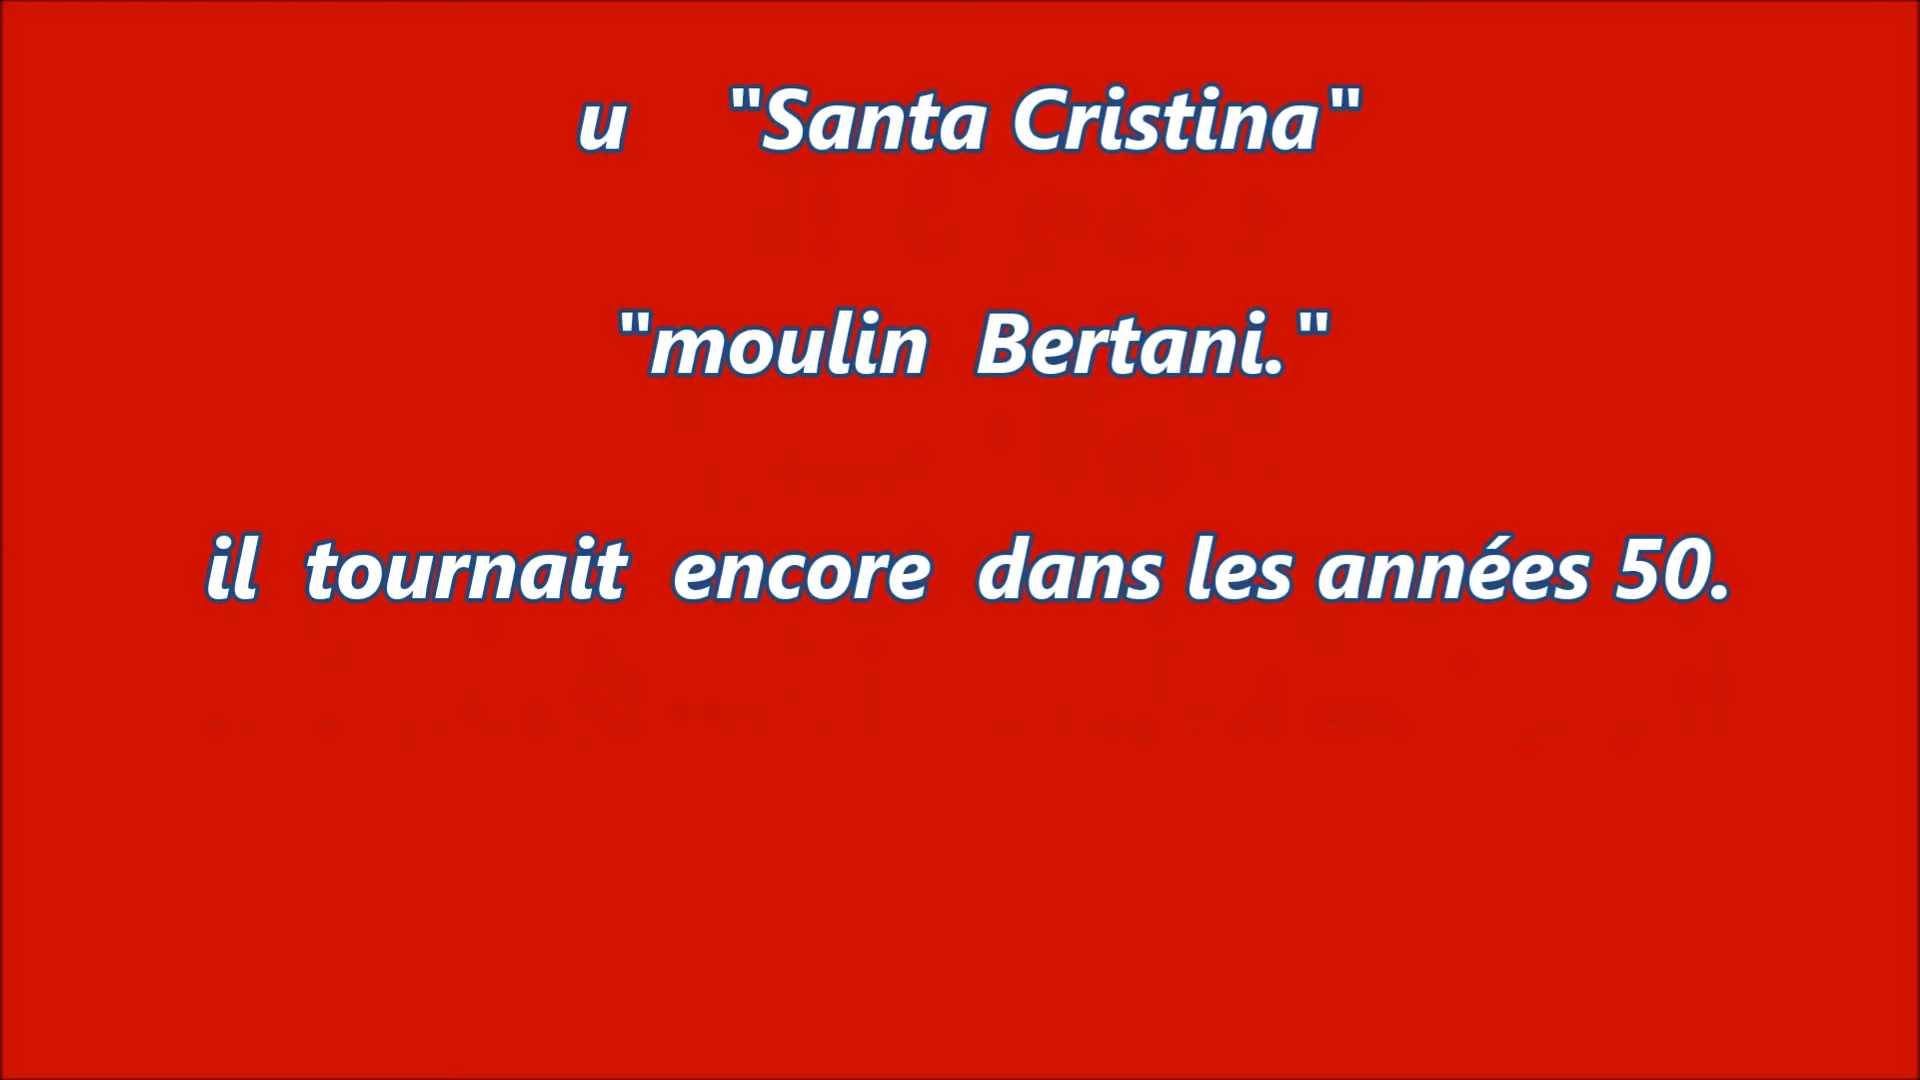 u "Santa Cristina"
"moulin Bertani."
il tournait encore dans les années 50.